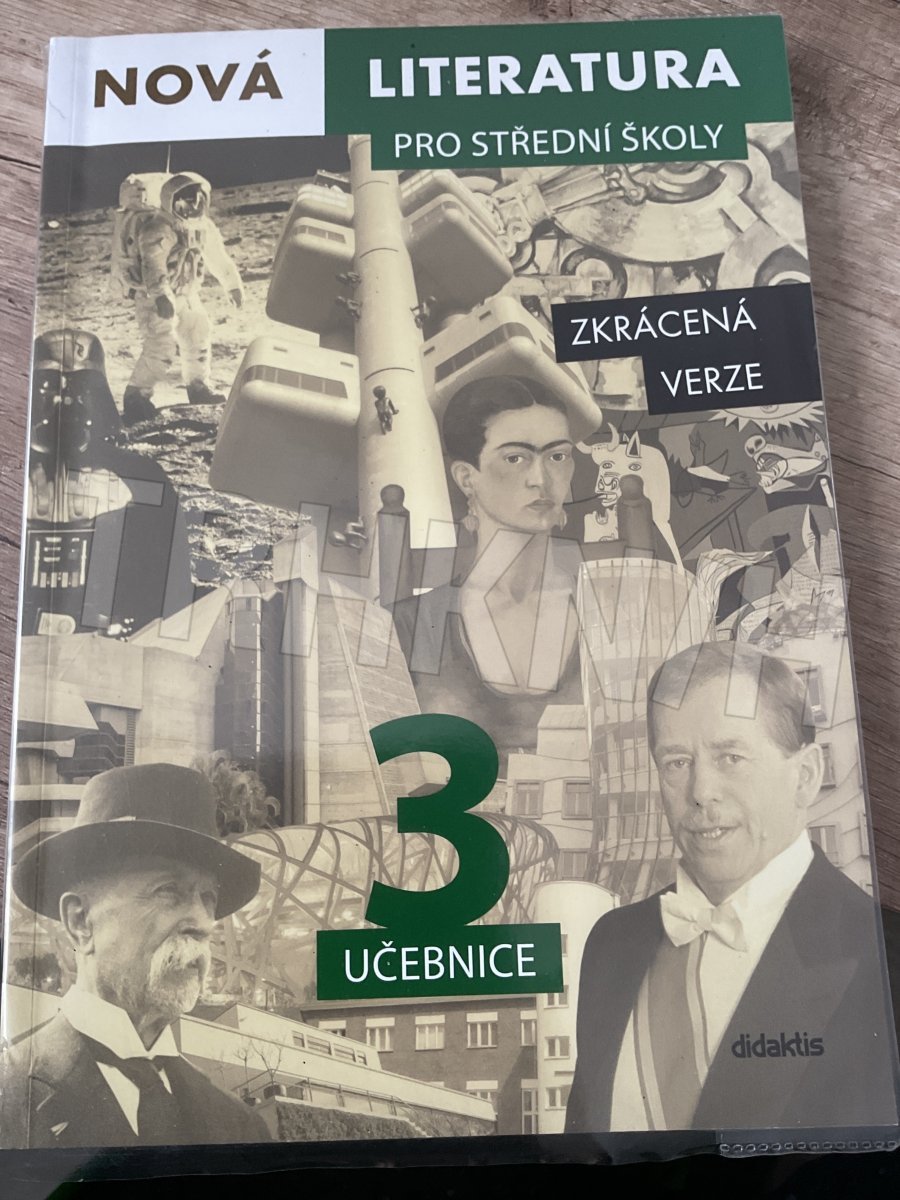 NOVÁ LITERATURA
PRO STŘEDNÍ ŠKOLY
ZKRÁCENÁ
VERZE
3
UČEBNICE
didaktis